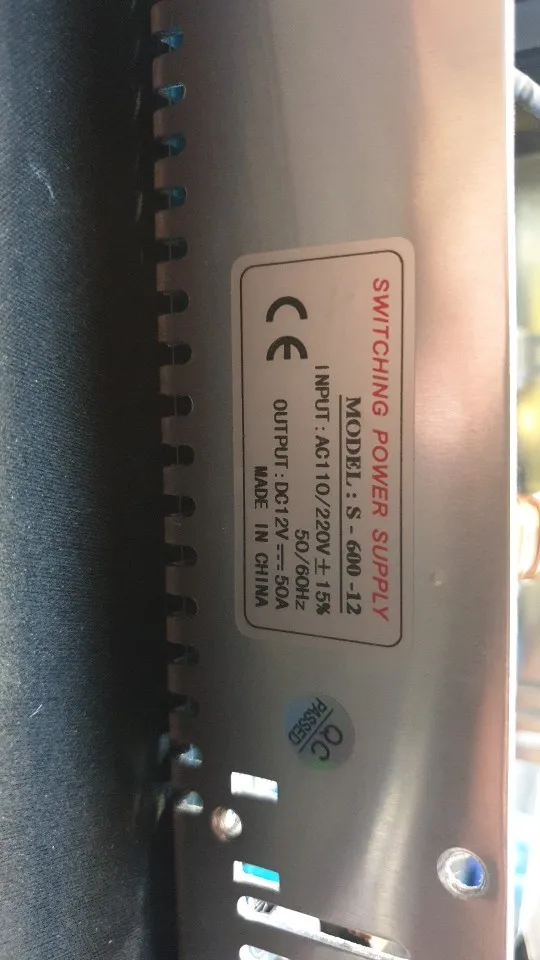 SWITCHING POWER SUPPLY
MODEL : S - 600 -12
INPUT : AC110/220V ± 15%
50/60Hz
OUTPUT : DC12V ⎓ 50A
MADE IN CHINA
CE
QC
PASSED